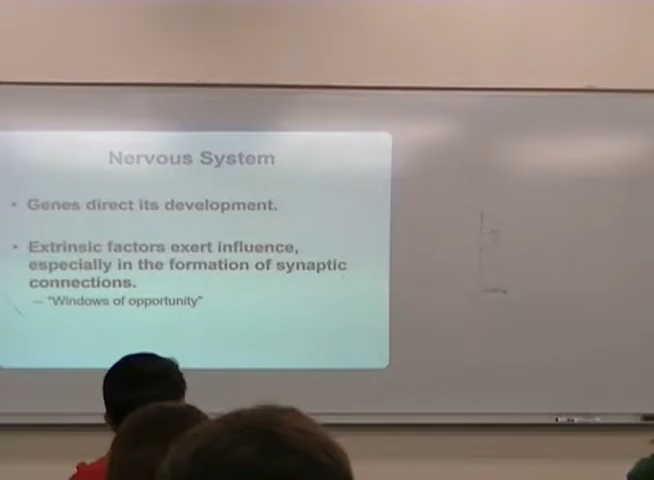 Nervous System
• Genes direct its development.
• Extrinsic factors exert influence,
especially in the formation of synaptic
connections.
– "Windows of opportunity"